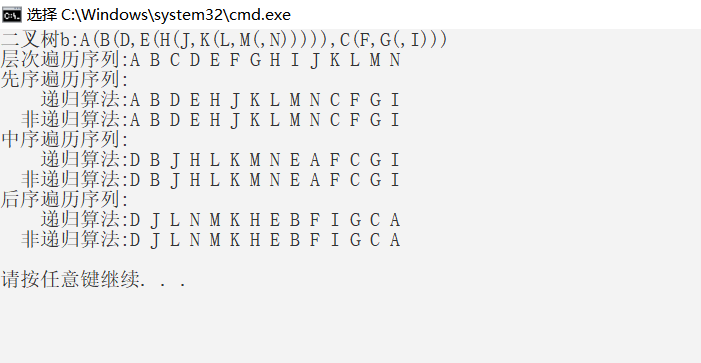 选择 C:\Windows\system32\cmd.exe
二叉树b:A(B(D,E(H(J,K(L,M(,N))))),C(F,G(,I)))
层次遍历序列:A B C D E F G H I J K L M N
先序遍历序列:
递归算法:A B D E H J K L M N C F G I
非递归算法:A B D E H J K L M N C F G I
中序遍历序列:
递归算法:D B J H L K M N E A F C G I
非递归算法:D B J H L K M N E A F C G I
后序遍历序列:
递归算法:D J L N M K H E B F I G C A
非递归算法:D J L N M K H E B F I G C A
请按任意键继续. . .